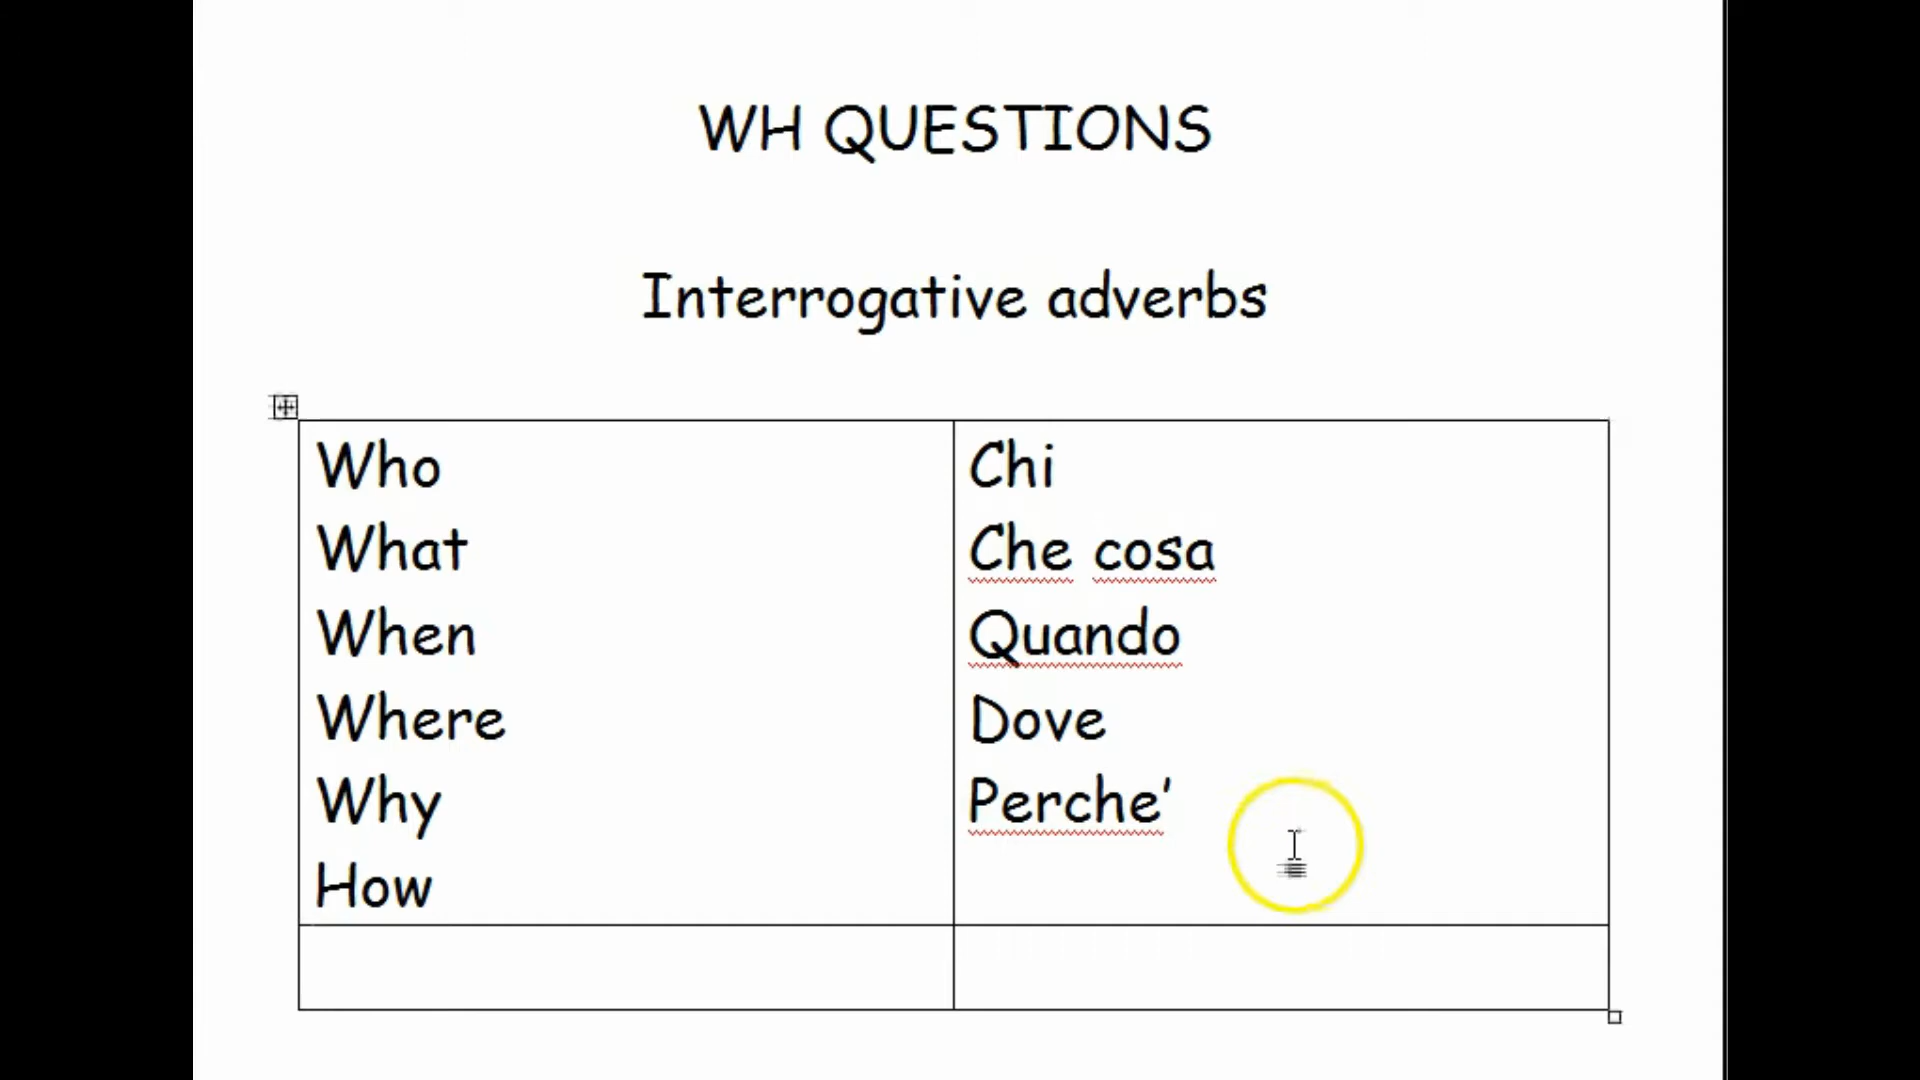 WH QUESTIONS
Interrogative adverbs
Who
What
When
Where
Why
How
Chi
Che cosa
Quando
Dove
Perche’